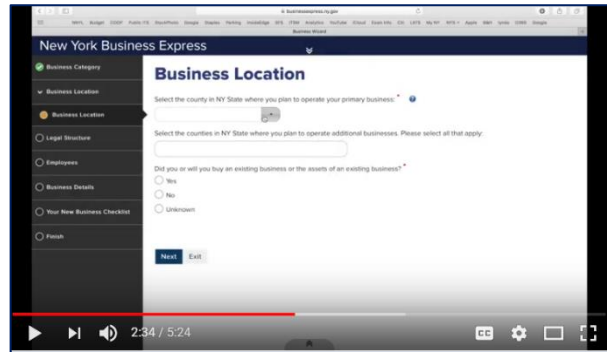 businessexpress.ny.gov
Business Wizard
New York Business Express
Business Category
Business Location
Business Location
Select the county in NY State where you plan to operate your primary business: *
Business Location
Select the counties in NY State where you plan to operate additional businesses. Please select all that apply:
Legal Structure
Employees
Did you or will you buy an existing business or the assets of an existing business? *
Yes
Business Details
No
Your New Business Checklist
Unknown
Finish
Next Exit
2:34 / 5:24
CC